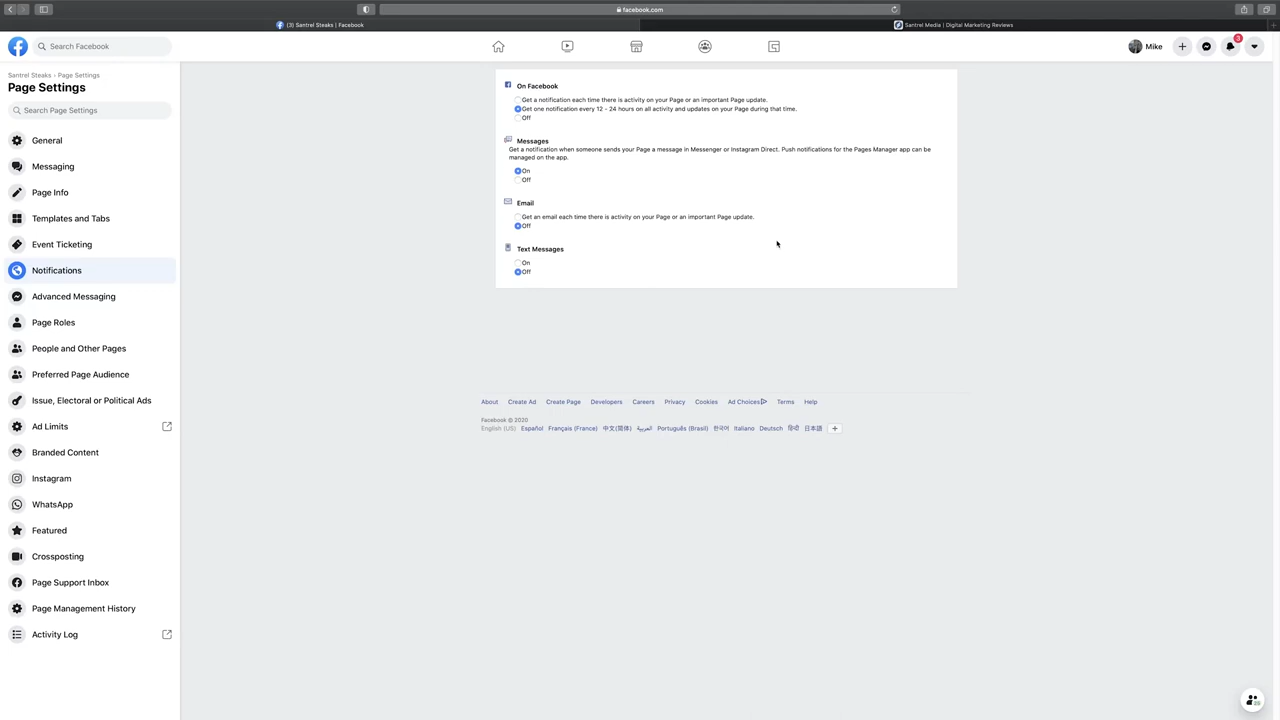 facebook.com
(3) Santrel Steaks | Facebook
Santrel Media | Digital Marketing Reviews
Search Facebook
Mike
3
Santrel Steaks › Page Settings
Page Settings
Search Page Settings
General
Messaging
Page Info
Templates and Tabs
Event Ticketing
Notifications
Advanced Messaging
Page Roles
People and Other Pages
Preferred Page Audience
Issue, Electoral or Political Ads
Ad Limits
Branded Content
Instagram
WhatsApp
Featured
Crossposting
Page Support Inbox
Page Management History
Activity Log
On Facebook
Get a notification each time there is activity on your Page or an important Page update.
Get one notification every 12 - 24 hours on all activity and updates on your Page during that time.
Off
Messages
Get a notification when someone sends your Page a message in Messenger or Instagram Direct. Push notifications for the Pages Manager app can be
managed on the app.
On
Off
Email
Get an email each time there is activity on your Page or an important Page update.
Off
Text Messages
On
Off
About Create Ad Create Page Developers Careers Privacy Cookies Ad Choices Terms Help
Facebook © 2020
English (US) Español Français (France) 中文(简体) العربية Português (Brasil) 한국어 Italiano Deutsch हिन्दी 日本語